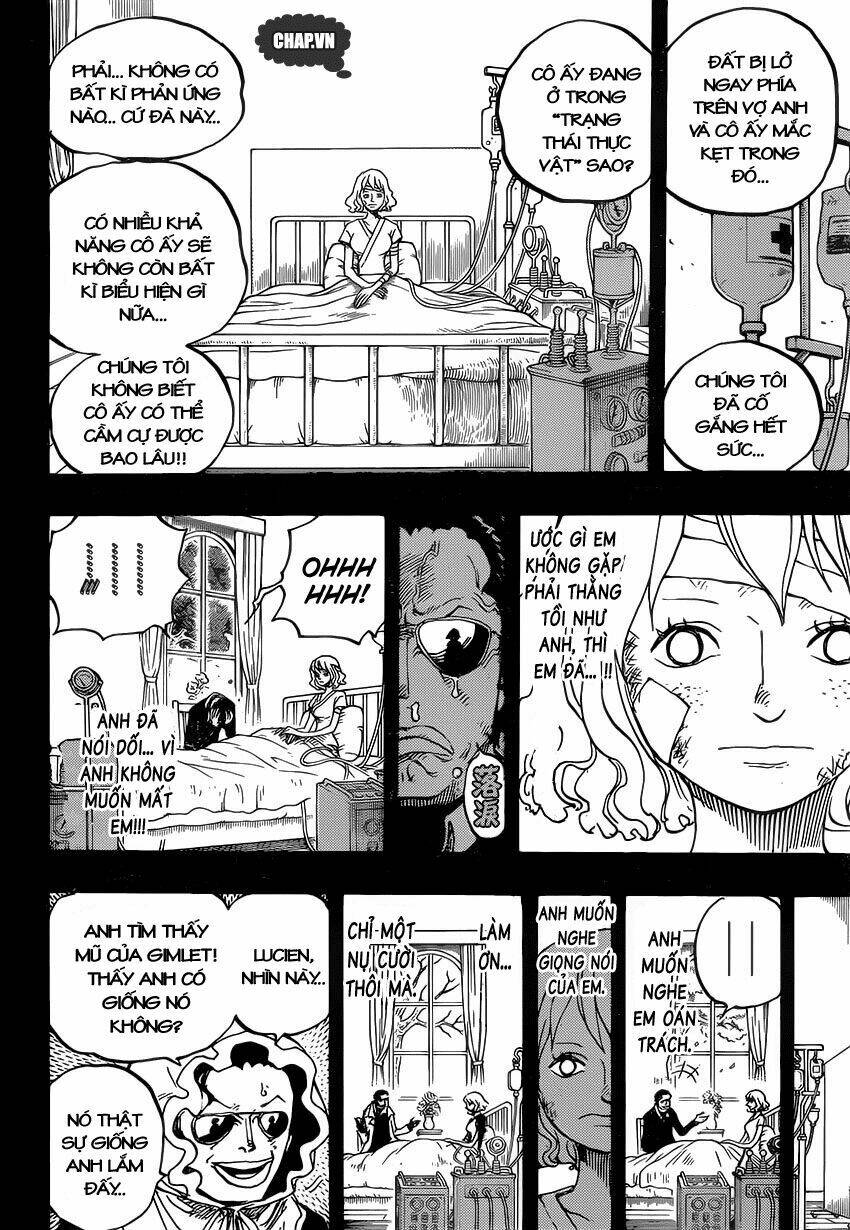 CHAP.VN
ĐẤT BỊ LỞ
NGAY PHÍA
TRÊN VỢ ANH
VÀ CÔ ẤY MẮC
KẸT TRONG
ĐÓ...
CHÚNG TÔI
ĐÃ CỐ
GẮNG HẾT
SỨC...
CÔ ẤY ĐANG
Ở TRONG
“TRẠNG
THÁI THỰC
VẬT” SAO?
PHẢI... KHÔNG CÓ
BẤT KÌ PHẢN ỨNG
NÀO... CỨ ĐÀ NÀY...
CÓ NHIỀU KHẢ
NĂNG CÔ ẤY SẼ
KHÔNG CÒN BẤT
KÌ BIỂU HIỆN GÌ
NỮA...
CHÚNG TÔI
KHÔNG BIẾT
CÔ ẤY CÓ THỂ
CẦM CỰ ĐƯỢC
BAO LÂU!!
ƯỚC GÌ EM
KHÔNG GẶP
PHẢI THẰNG
TỒI NHƯ
ANH, THÌ
EM ĐÃ...!!
落涙
OHHH
HHH!
ANH ĐÃ
NÓI DỐI... VÌ
ANH KHÔNG
MUỐN MẤT
EM!!!
ANH
MUỐN
NGHE
EM OÁN
TRÁCH.
ANH MUỐN
NGHE
GIỌNG NÓI
CỦA EM.
LÀM
ƠN...
CHỈ MỘT
NỤ CƯỜI
THÔI MÀ.
LUCIEN,
NHÌN NÀY...
ANH TÌM THẤY
MŨ CỦA GIMLET!
THẤY ANH CÓ
GIỐNG NÓ
KHÔNG?
NÓ THẬT
SỰ GIỐNG
ANH LẮM
ĐẤY...